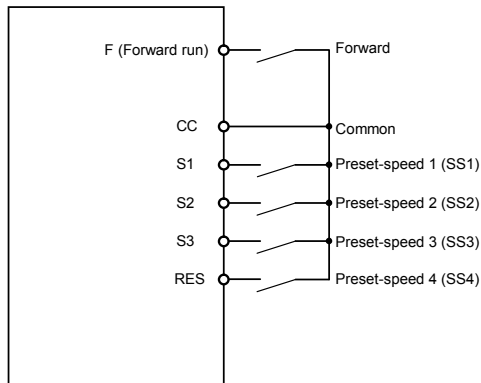 F (Forward run) Forward
CC Common
S1 Preset-speed 1 (SS1)
S2 Preset-speed 2 (SS2)
S3 Preset-speed 3 (SS3)
RES Preset-speed 4 (SS4)